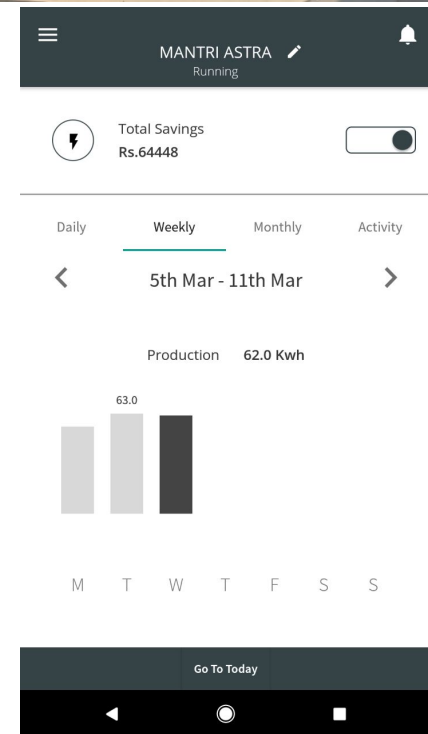 MANTRI ASTRA
Running
Total Savings
Rs.64448
Daily Weekly Monthly Activity
5th Mar - 11th Mar
Production 62.0 Kwh
63.0
M T W T F S S
Go To Today